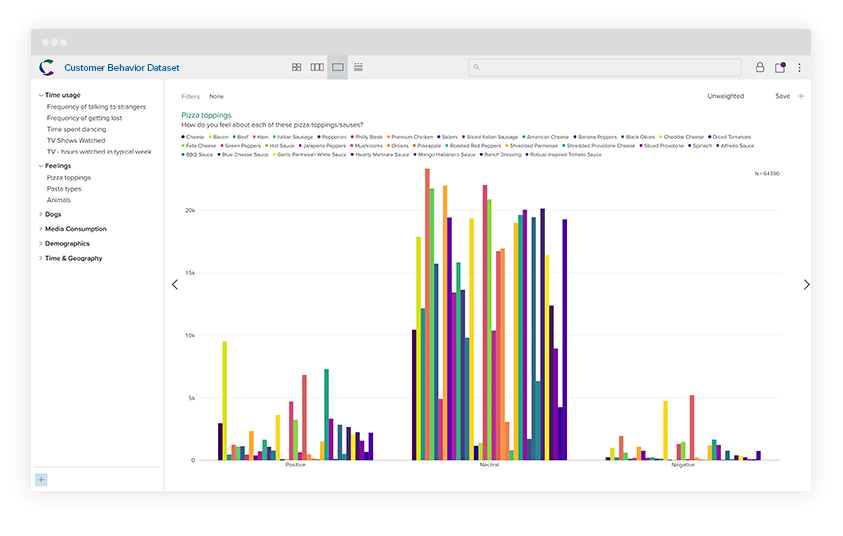 Customer Behavior Dataset
Filters None
Unweighted
Save
Time usage
Frequency of talking to strangers
Frequency of getting lost
Time spent dancing
TV Shows Watched
TV - hours watched in typical week
Feelings
Pizza toppings
Pasta types
Animals
Dogs
Media Consumption
Demographics
Time & Geography
Pizza toppings
How do you feel about each of these pizza toppings/sauses?
Cheese Bacon Beef Ham Italian Sausage Pepperoni Philly Steak Premium Chicken Salami Sliced Italian Sausage American Cheese Banana Peppers Black Olives Cheddar Cheese Diced Tomatoes
Feta Cheese Green Peppers Hot Sauce Jalapeno Peppers Mushrooms Onions Pineapple Roasted Red Peppers Shredded Parmesan Shredded Provolone Cheese Sliced Provolone Spinach Alfredo Sauce
BBQ Sauce Blue Cheese Sauce Garlic Parmesan White Sauce Hearty Marinara Sauce Mango Habanero Sauce Ranch Dressing Robust Inspired Tomato Sauce
N = 64390
20k
15k
10k
5k
0
Positive Neutral Negative